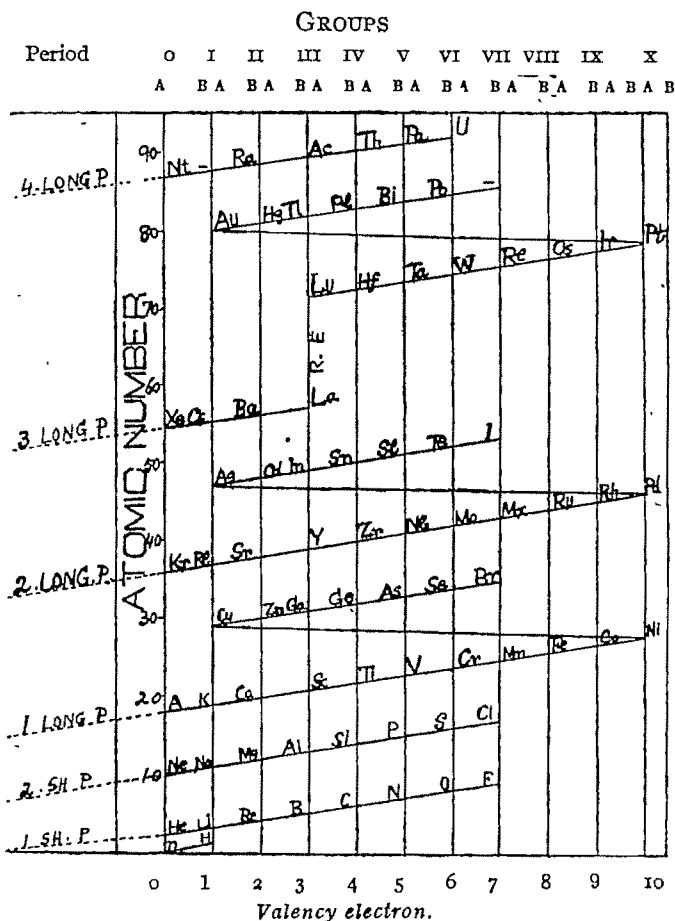 GROUPS
Period O I II III IV V VI VII VIII IX X
A B A B A B A B A B A B A B A B A B A B A B
90 Nt - Ra Ac Th Pa U
4 LONG P
Au Hg Tl Pb Bi Po -
80
Lu Hf Ta W Re Os Ir Pt
70
R. E
60
Xe Cs Ba La
3 LONG P
50
Ag Cd In Sn Sb Te I
40
Kr Rb Sr Y Zr Nb Mo Mx Ru Rh Pd
2 LONG. P
Cu Zn Ga Ge As Se Br
30
A K Ca Sc Ti V Cr Mn Fe Co Ni
20
1 LONG P
Ne Na Mg Al Si P S Cl
10
2 SH P
He Li Be B C N O F
H
1 SH. P
ATOMIC NUMBER
0 1 2 3 4 5 6 7 8 9 10
Valency electron.